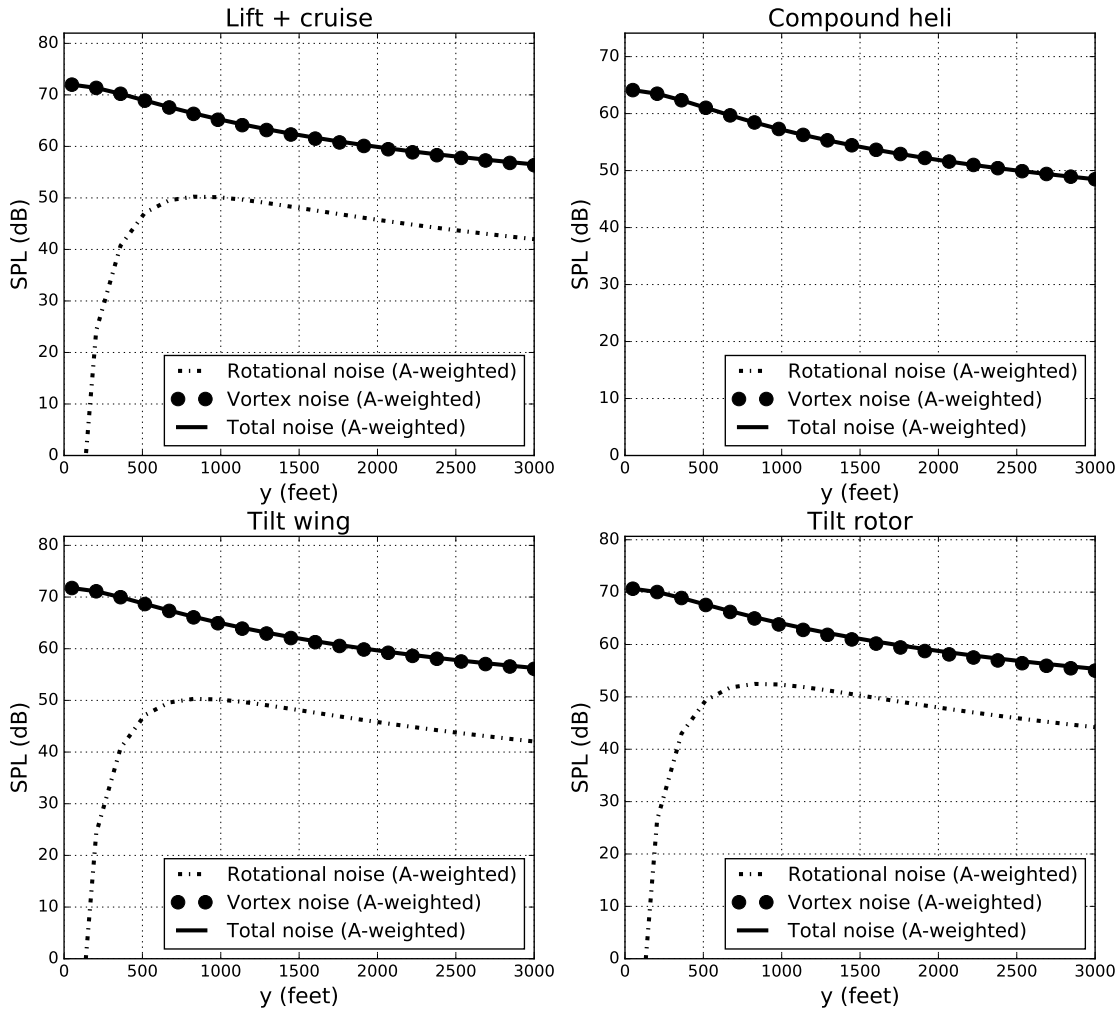 Lift + cruise
80
70
60
50
40
30
20
10
0
SPL (dB)
Rotational noise (A-weighted)
Vortex noise (A-weighted)
Total noise (A-weighted)
0 500 1000 1500 2000 2500 3000
y (feet)
Compound heli
70
60
50
40
30
20
10
0
SPL (dB)
Rotational noise (A-weighted)
Vortex noise (A-weighted)
Total noise (A-weighted)
0 500 1000 1500 2000 2500 3000
y (feet)
Tilt wing
80
70
60
50
40
30
20
10
0
SPL (dB)
Rotational noise (A-weighted)
Vortex noise (A-weighted)
Total noise (A-weighted)
0 500 1000 1500 2000 2500 3000
y (feet)
Tilt rotor
80
70
60
50
40
30
20
10
0
SPL (dB)
Rotational noise (A-weighted)
Vortex noise (A-weighted)
Total noise (A-weighted)
0 500 1000 1500 2000 2500 3000
y (feet)